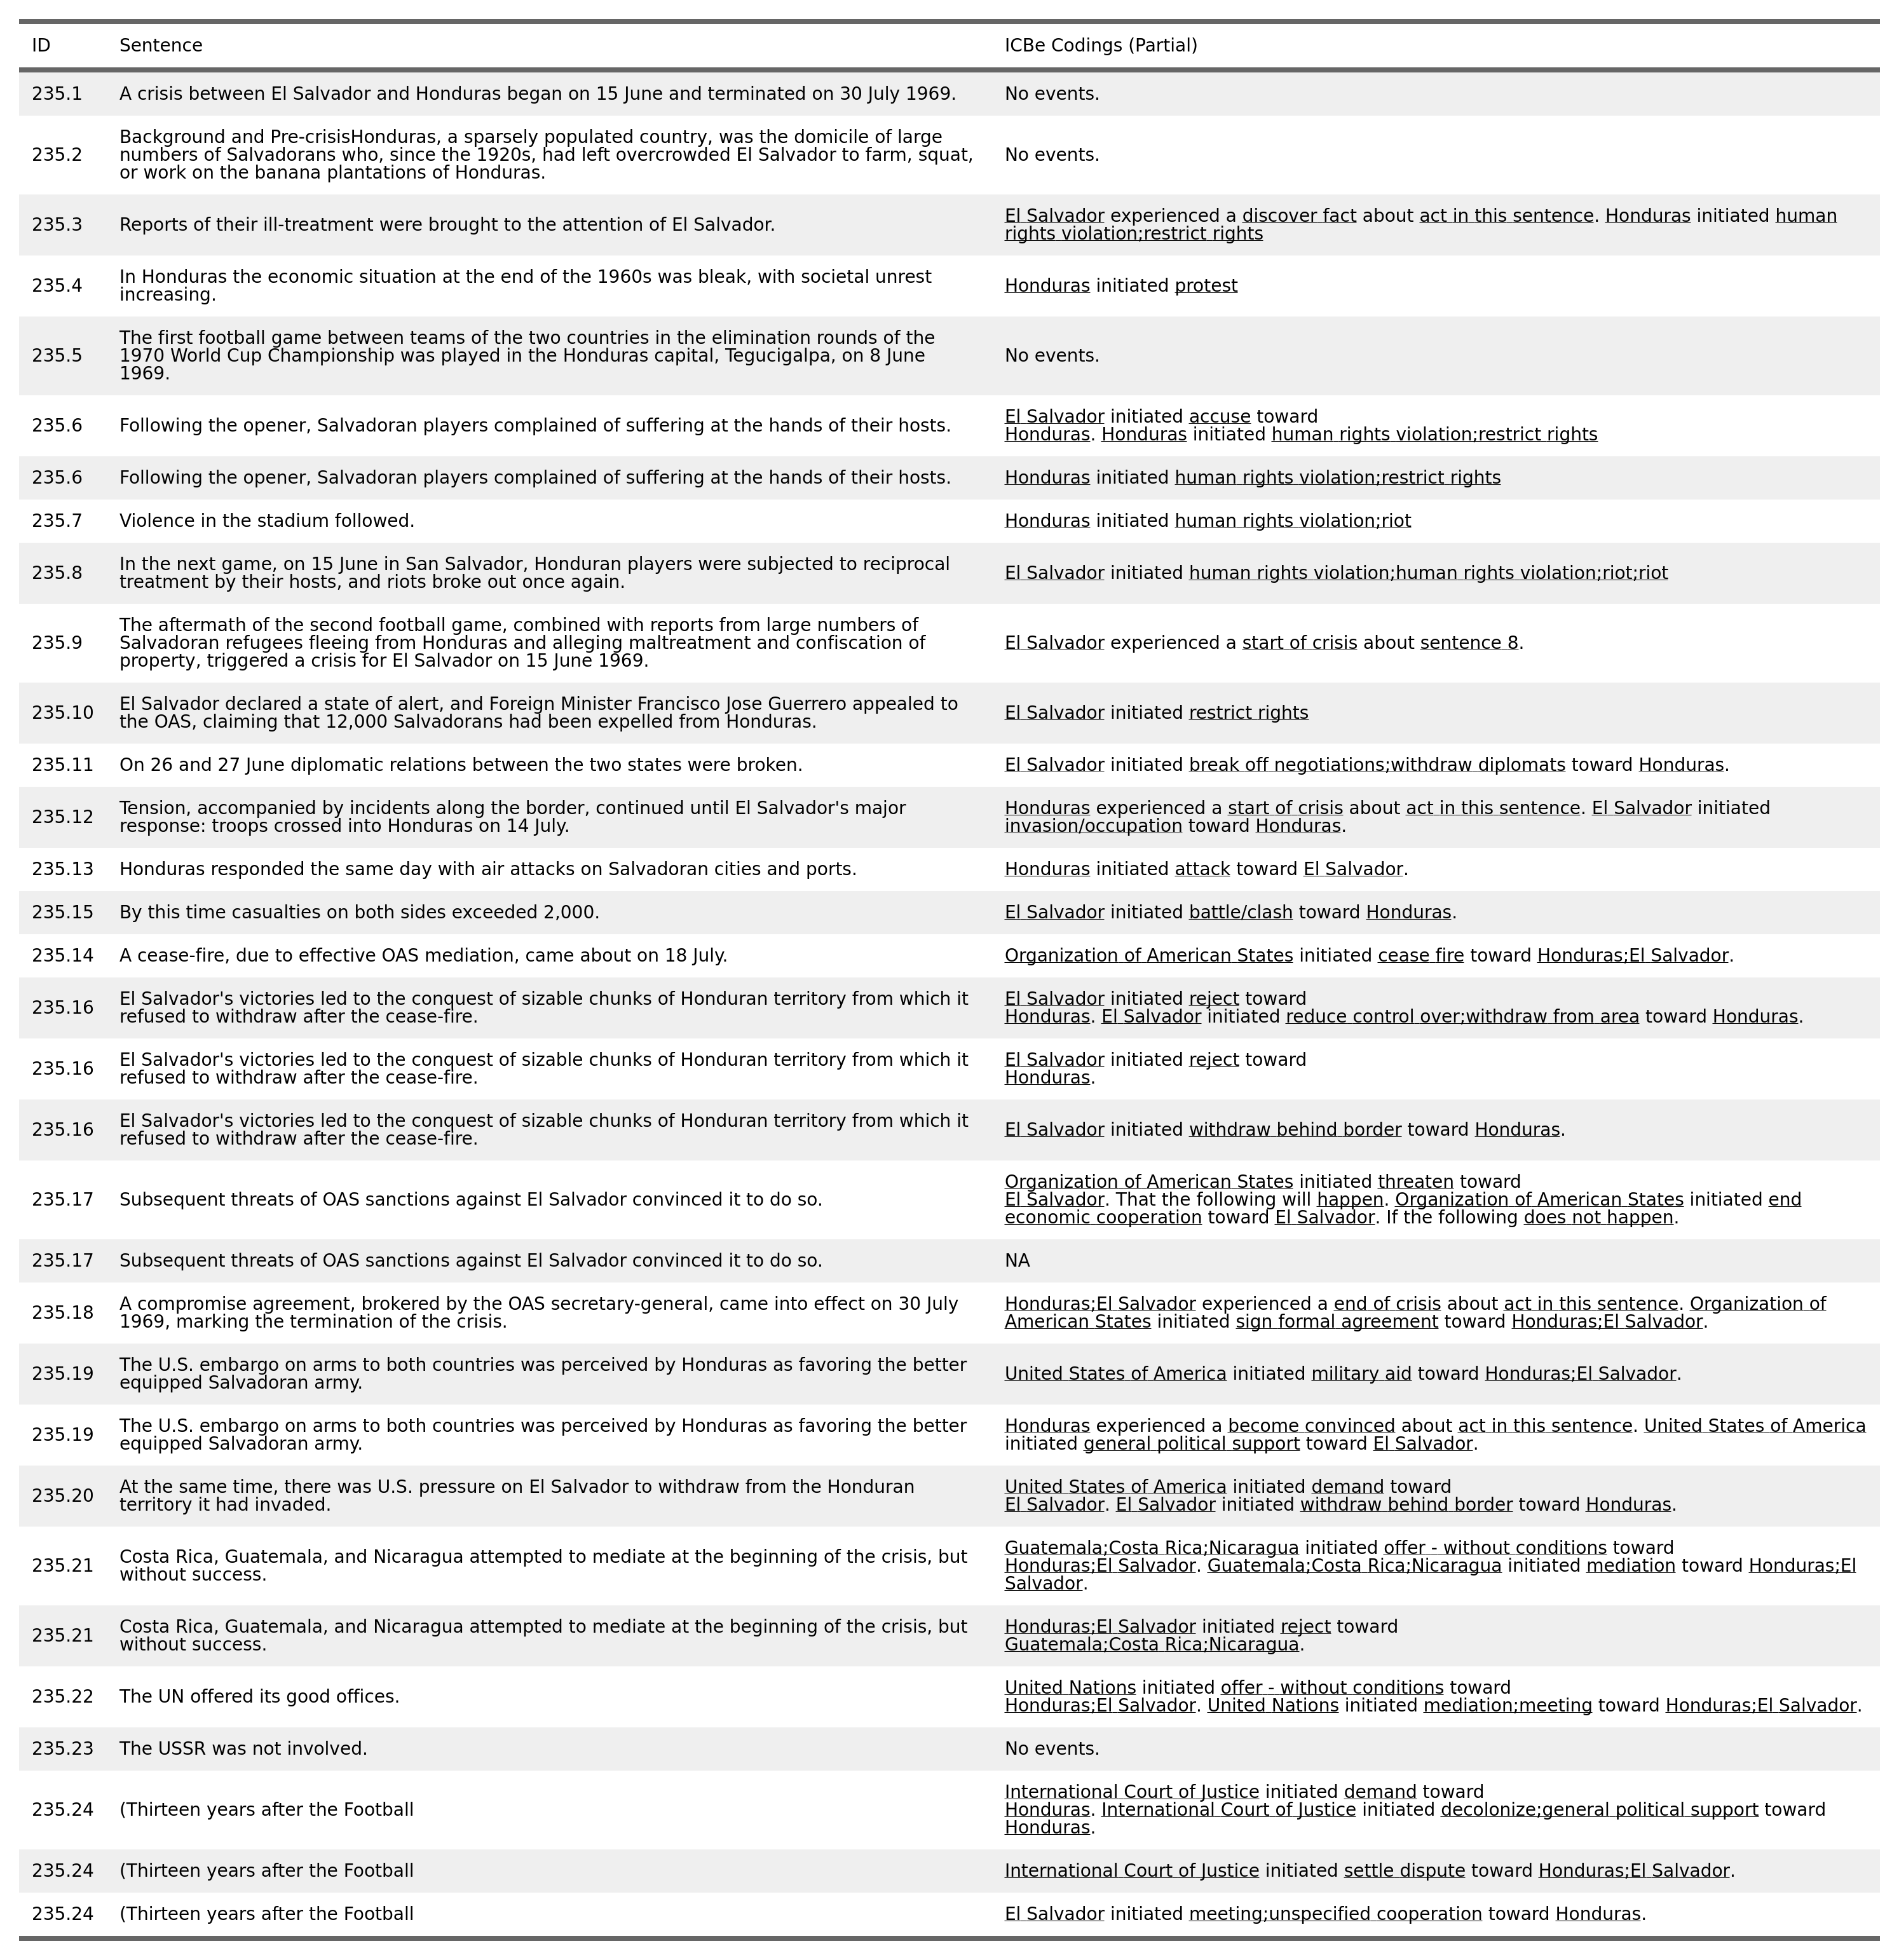 ID Sentence ICBe Codings (Partial)
235.1 A crisis between El Salvador and Honduras began on 15 June and terminated on 30 July 1969. No events.
235.2 Background and Pre-crisisHonduras, a sparsely populated country, was the domicile of large
numbers of Salvadorans who, since the 1920s, had left overcrowded El Salvador to farm, squat,
or work on the banana plantations of Honduras.
No events.
235.3 Reports of their ill-treatment were brought to the attention of El Salvador.
El Salvador experienced a discover fact about act in this sentence. Honduras initiated human
rights violation;restrict rights
235.4 In Honduras the economic situation at the end of the 1960s was bleak, with societal unrest
increasing.
Honduras initiated protest
235.5 The first football game between teams of the two countries in the elimination rounds of the
1970 World Cup Championship was played in the Honduras capital, Tegucigalpa, on 8 June
1969.
No events.
235.6 Following the opener, Salvadoran players complained of suffering at the hands of their hosts.
El Salvador initiated accuse toward
Honduras. Honduras initiated human rights violation;restrict rights
235.6 Following the opener, Salvadoran players complained of suffering at the hands of their hosts. Honduras initiated human rights violation;restrict rights
235.7 Violence in the stadium followed. Honduras initiated human rights violation;riot
235.8 In the next game, on 15 June in San Salvador, Honduran players were subjected to reciprocal
treatment by their hosts, and riots broke out once again.
El Salvador initiated human rights violation;human rights violation;riot;riot
235.9 The aftermath of the second football game, combined with reports from large numbers of
Salvadoran refugees fleeing from Honduras and alleging maltreatment and confiscation of
property, triggered a crisis for El Salvador on 15 June 1969.
El Salvador experienced a start of crisis about sentence 8.
235.10 El Salvador declared a state of alert, and Foreign Minister Francisco Jose Guerrero appealed to
the OAS, claiming that 12,000 Salvadorans had been expelled from Honduras.
El Salvador initiated restrict rights
235.11 On 26 and 27 June diplomatic relations between the two states were broken. El Salvador initiated break off negotiations;withdraw diplomats toward Honduras.
235.12 Tension, accompanied by incidents along the border, continued until El Salvador's major
response: troops crossed into Honduras on 14 July.
Honduras experienced a start of crisis about act in this sentence. El Salvador initiated
invasion/occupation toward Honduras.
235.13 Honduras responded the same day with air attacks on Salvadoran cities and ports. Honduras initiated attack toward El Salvador.
235.15 By this time casualties on both sides exceeded 2,000. El Salvador initiated battle/clash toward Honduras.
235.14 A cease-fire, due to effective OAS mediation, came about on 18 July. Organization of American States initiated cease fire toward Honduras;El Salvador.
235.16 El Salvador's victories led to the conquest of sizable chunks of Honduran territory from which it
refused to withdraw after the cease-fire.
El Salvador initiated reject toward
Honduras. El Salvador initiated reduce control over;withdraw from area toward Honduras.
235.16 El Salvador's victories led to the conquest of sizable chunks of Honduran territory from which it
refused to withdraw after the cease-fire.
El Salvador initiated reject toward
Honduras.
235.16 El Salvador's victories led to the conquest of sizable chunks of Honduran territory from which it
refused to withdraw after the cease-fire.
El Salvador initiated withdraw behind border toward Honduras.
235.17 Subsequent threats of OAS sanctions against El Salvador convinced it to do so.
Organization of American States initiated threaten toward
El Salvador. That the following will happen. Organization of American States initiated end
economic cooperation toward El Salvador. If the following does not happen.
235.17 Subsequent threats of OAS sanctions against El Salvador convinced it to do so. NA
235.18 A compromise agreement, brokered by the OAS secretary-general, came into effect on 30 July
1969, marking the termination of the crisis.
Honduras;El Salvador experienced a end of crisis about act in this sentence. Organization of
American States initiated sign formal agreement toward Honduras;El Salvador.
235.19 The U.S. embargo on arms to both countries was perceived by Honduras as favoring the better
equipped Salvadoran army.
United States of America initiated military aid toward Honduras;El Salvador.
235.19 The U.S. embargo on arms to both countries was perceived by Honduras as favoring the better
equipped Salvadoran army.
Honduras experienced a become convinced about act in this sentence. United States of America
initiated general political support toward El Salvador.
235.20 At the same time, there was U.S. pressure on El Salvador to withdraw from the Honduran
territory it had invaded.
United States of America initiated demand toward
El Salvador. El Salvador initiated withdraw behind border toward Honduras.
235.21 Costa Rica, Guatemala, and Nicaragua attempted to mediate at the beginning of the crisis, but
without success.
Guatemala;Costa Rica;Nicaragua initiated offer - without conditions toward
Honduras;El Salvador. Guatemala;Costa Rica;Nicaragua initiated mediation toward Honduras;El
Salvador.
235.21 Costa Rica, Guatemala, and Nicaragua attempted to mediate at the beginning of the crisis, but
without success.
Honduras;El Salvador initiated reject toward
Guatemala;Costa Rica;Nicaragua.
235.22 The UN offered its good offices.
United Nations initiated offer - without conditions toward
Honduras;El Salvador. United Nations initiated mediation;meeting toward Honduras;El Salvador.
235.23 The USSR was not involved. No events.
235.24 (Thirteen years after the Football
International Court of Justice initiated demand toward
Honduras. International Court of Justice initiated decolonize;general political support toward
Honduras.
235.24 (Thirteen years after the Football International Court of Justice initiated settle dispute toward Honduras;El Salvador.
235.24 (Thirteen years after the Football El Salvador initiated meeting;unspecified cooperation toward Honduras.